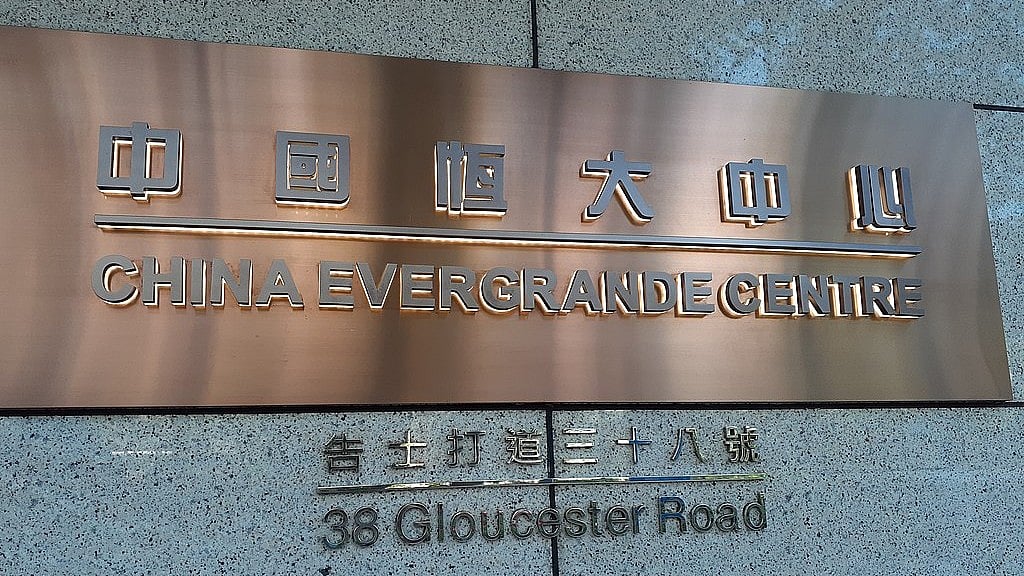 中國恒大中心
CHINA EVERGRANDE CENTRE
告士打道三十八號
38 Gloucester Road